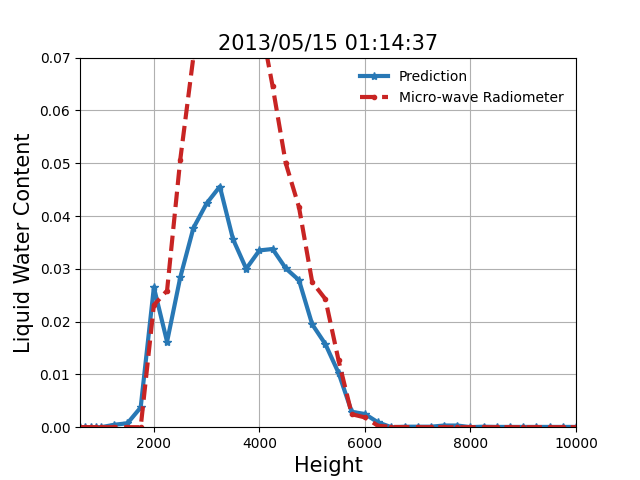 2013/05/15 01:14:37
0.07
0.06
0.05
0.04
0.03
0.02
0.01
0.00
Liquid Water Content
Prediction
Micro-wave Radiometer
2000 4000 6000 8000 10000
Height